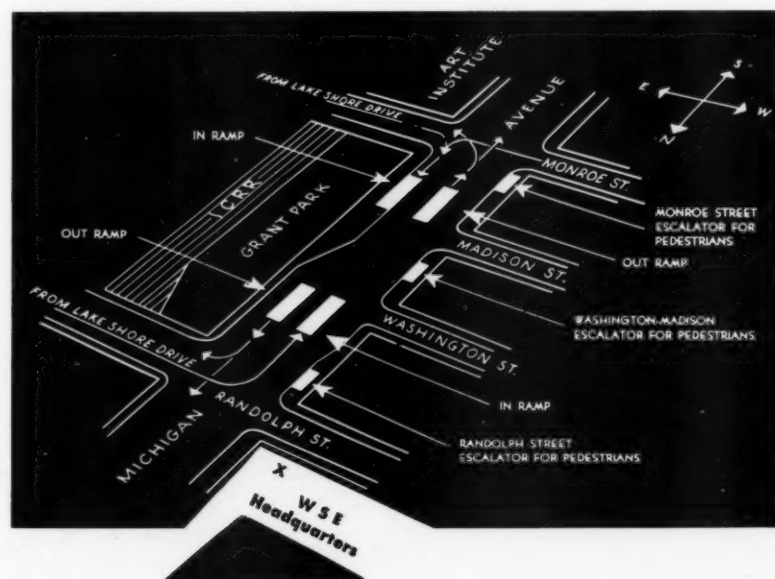 ART
INSTITUTE
FROM LAKE SHORE DRIVE
AVENUE
S
E
W
N
IN RAMP
MONROE ST.
I.C.R.R.
GRANT PARK
MONROE STREET
ESCALATOR FOR
PEDESTRIANS
OUT RAMP
MADISON ST.
OUT RAMP
WASHINGTON-MADISON
ESCALATOR FOR PEDESTRIANS
FROM LAKE SHORE DRIVE
WASHINGTON ST.
IN RAMP
MICHIGAN
RANDOLPH ST.
RANDOLPH STREET
ESCALATOR FOR PEDESTRIANS
X
WSE
Headquarters